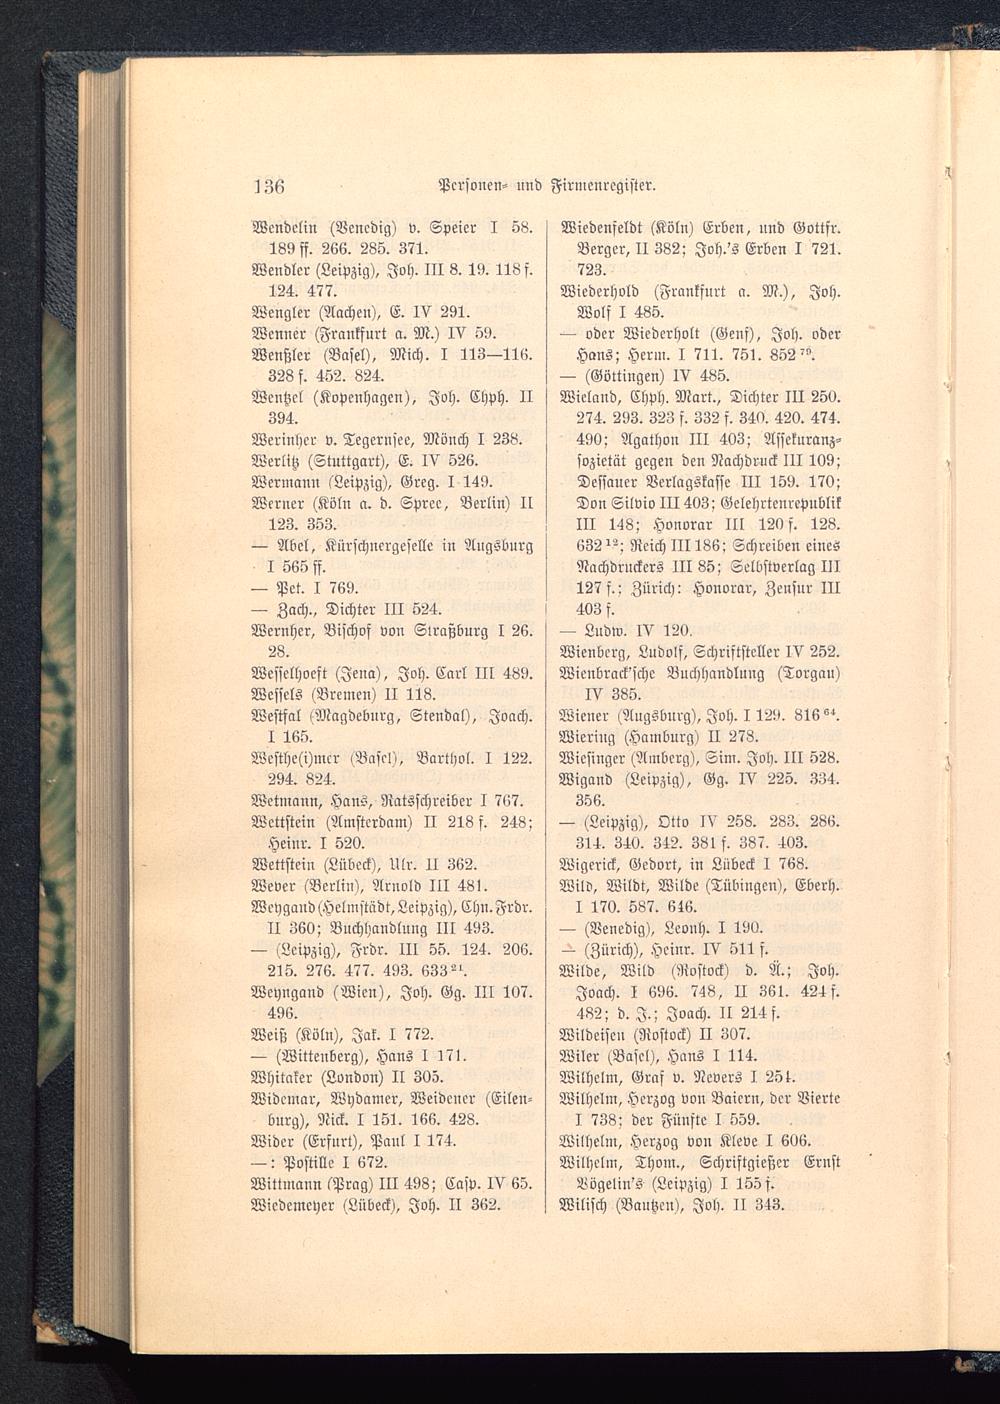 136
Personen- und Firmenregister.
Wendelin (Venedig) v. Speier I 58.
189 ff. 266. 285. 371.
Wendler (Leipzig), Joh. III 8. 19. 118 f.
124. 477.
Wengler (Aachen), E. IV 291.
Wenner (Frankfurt a. M.) IV 59.
Wenßler (Basel), Mich. I 113—116.
328 f. 452. 824.
Wentzel (Kopenhagen), Joh. Chph. II
394.
Werinher v. Tegernsee, Mönch I 238.
Werlitz (Stuttgart), E. IV 526.
Wermann (Leipzig), Greg. I 149.
Werner (Köln a. d. Spree, Berlin) II
123. 353.
— Abel, Kürschnergeselle in Augsburg
I 565 ff.
— Pet. I 769.
— Zach., Dichter III 524.
Wernher, Bischof von Straßburg I 26.
28.
Wesselhoeft (Jena), Joh. Carl III 489.
Wessels (Bremen) II 118.
Westfal (Magdeburg, Stendal), Joach.
I 165.
Westhe(i)mer (Basel), Barthol. I 122.
294. 824.
Wetmann, Hans, Ratsschreiber I 767.
Wettstein (Amsterdam) II 218 f. 248;
Heinr. I 520.
Wettstein (Lübeck), Ulr. II 362.
Wever (Berlin), Arnold III 481.
Weygand (Helmstädt, Leipzig), Chn. Frdr.
II 360; Buchhandlung III 493.
— (Leipzig), Frdr. III 55. 124. 206.
215. 276. 477. 493. 633²¹.
Weyngand (Wien), Joh. Gg. III 107.
496.
Weiß (Köln), Jak. I 772.
— (Wittenberg), Hans I 171.
Whitaker (London) II 305.
Widemar, Wydamer, Weidener (Eilen-
burg), Nick. I 151. 166. 428.
Wider (Erfurt), Paul I 174.
—: Postille I 672.
Wittmann (Prag) III 498; Casp. IV 65.
Wiedemeyer (Lübeck), Joh. II 362.
Wiedenfeldt (Köln) Erben, und Gottfr.
Berger, II 382; Joh.'s Erben I 721.
723.
Wiederhold (Frankfurt a. M.), Joh.
Wolf I 485.
— oder Wiederholt (Genf), Joh. oder
Hans; Herm. I 711. 751. 852⁷⁹.
— (Göttingen) IV 485.
Wieland, Chph. Mart., Dichter III 250.
274. 293. 323 f. 332 f. 340. 420. 474.
490; Agathon III 403; Assekuranz-
sozietät gegen den Nachdruck III 109;
Dessauer Verlagskasse III 159. 170;
Don Silvio III 403; Gelehrtenrepublik
III 148; Honorar III 120 f. 128.
632¹²; Reich III 186; Schreiben eines
Nachdruckers III 85; Selbstverlag III
127 f.; Zürich: Honorar, Zensur III
403 f.
— Ludw. IV 120.
Wienberg, Ludolf, Schriftsteller IV 252.
Wienbrack'sche Buchhandlung (Torgau)
IV 385.
Wiener (Augsburg), Joh. I 129. 816⁶⁴.
Wiering (Hamburg) II 278.
Wiesinger (Amberg), Sim. Joh. III 528.
Wigand (Leipzig), Gg. IV 225. 334.
356.
— (Leipzig), Otto IV 258. 283. 286.
314. 340. 342. 381 f. 387. 403.
Wigerick, Gedort, in Lübeck I 768.
Wild, Wildt, Wilde (Tübingen), Eberh.
I 170. 587. 646.
— (Venedig), Leonh. I 190.
— (Zürich), Heinr. IV 511 f.
Wilde, Wild (Rostock) d. Ä.; Joh.
Joach. I 696. 748, II 361. 424 f.
482; d. J.; Joach. II 214 f.
Wildeisen (Rostock) II 307.
Wiler (Basel), Hans I 114.
Wilhelm, Graf v. Nevers I 254.
Wilhelm, Herzog von Baiern, der Vierte
I 738; der Fünfte I 559.
Wilhelm, Herzog von Kleve I 606.
Wilhelm, Thom., Schriftgießer Ernst
Vögelin's (Leipzig) I 155 f.
Wilisch (Bautzen), Joh. II 343.